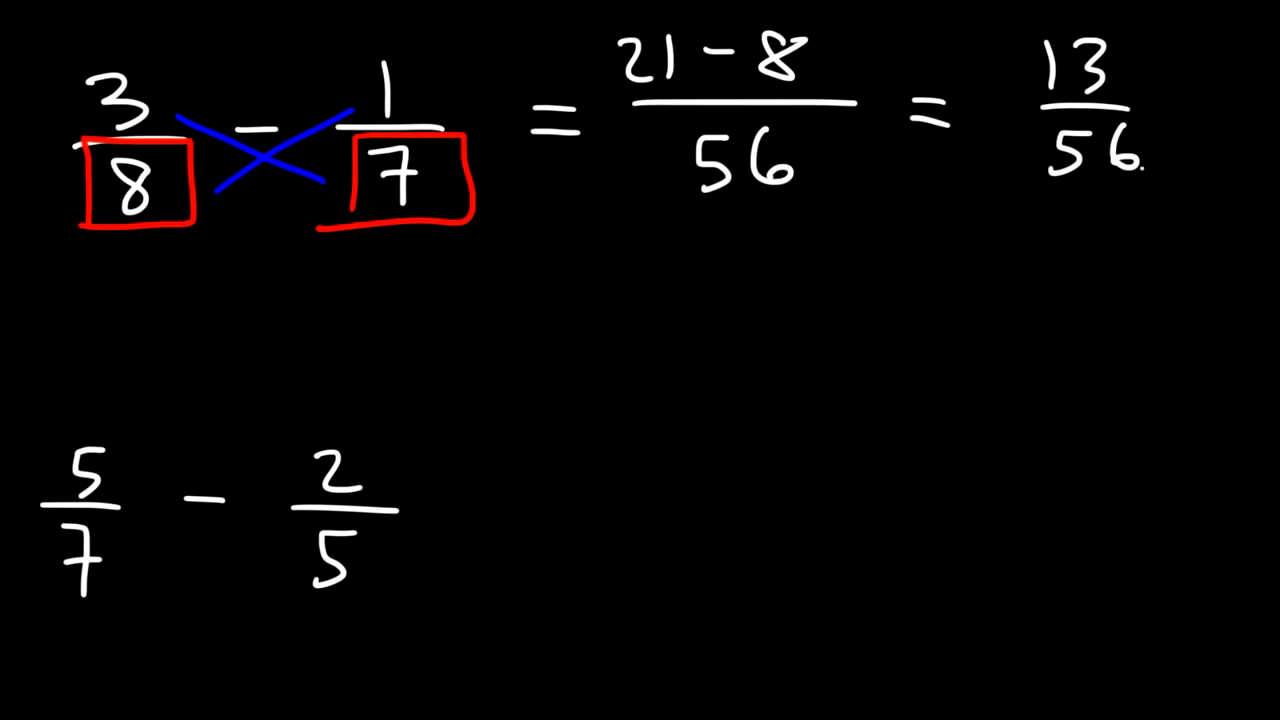 3/8 - 1/7 = 21 - 8/56 = 13/56
5/7 - 2/5